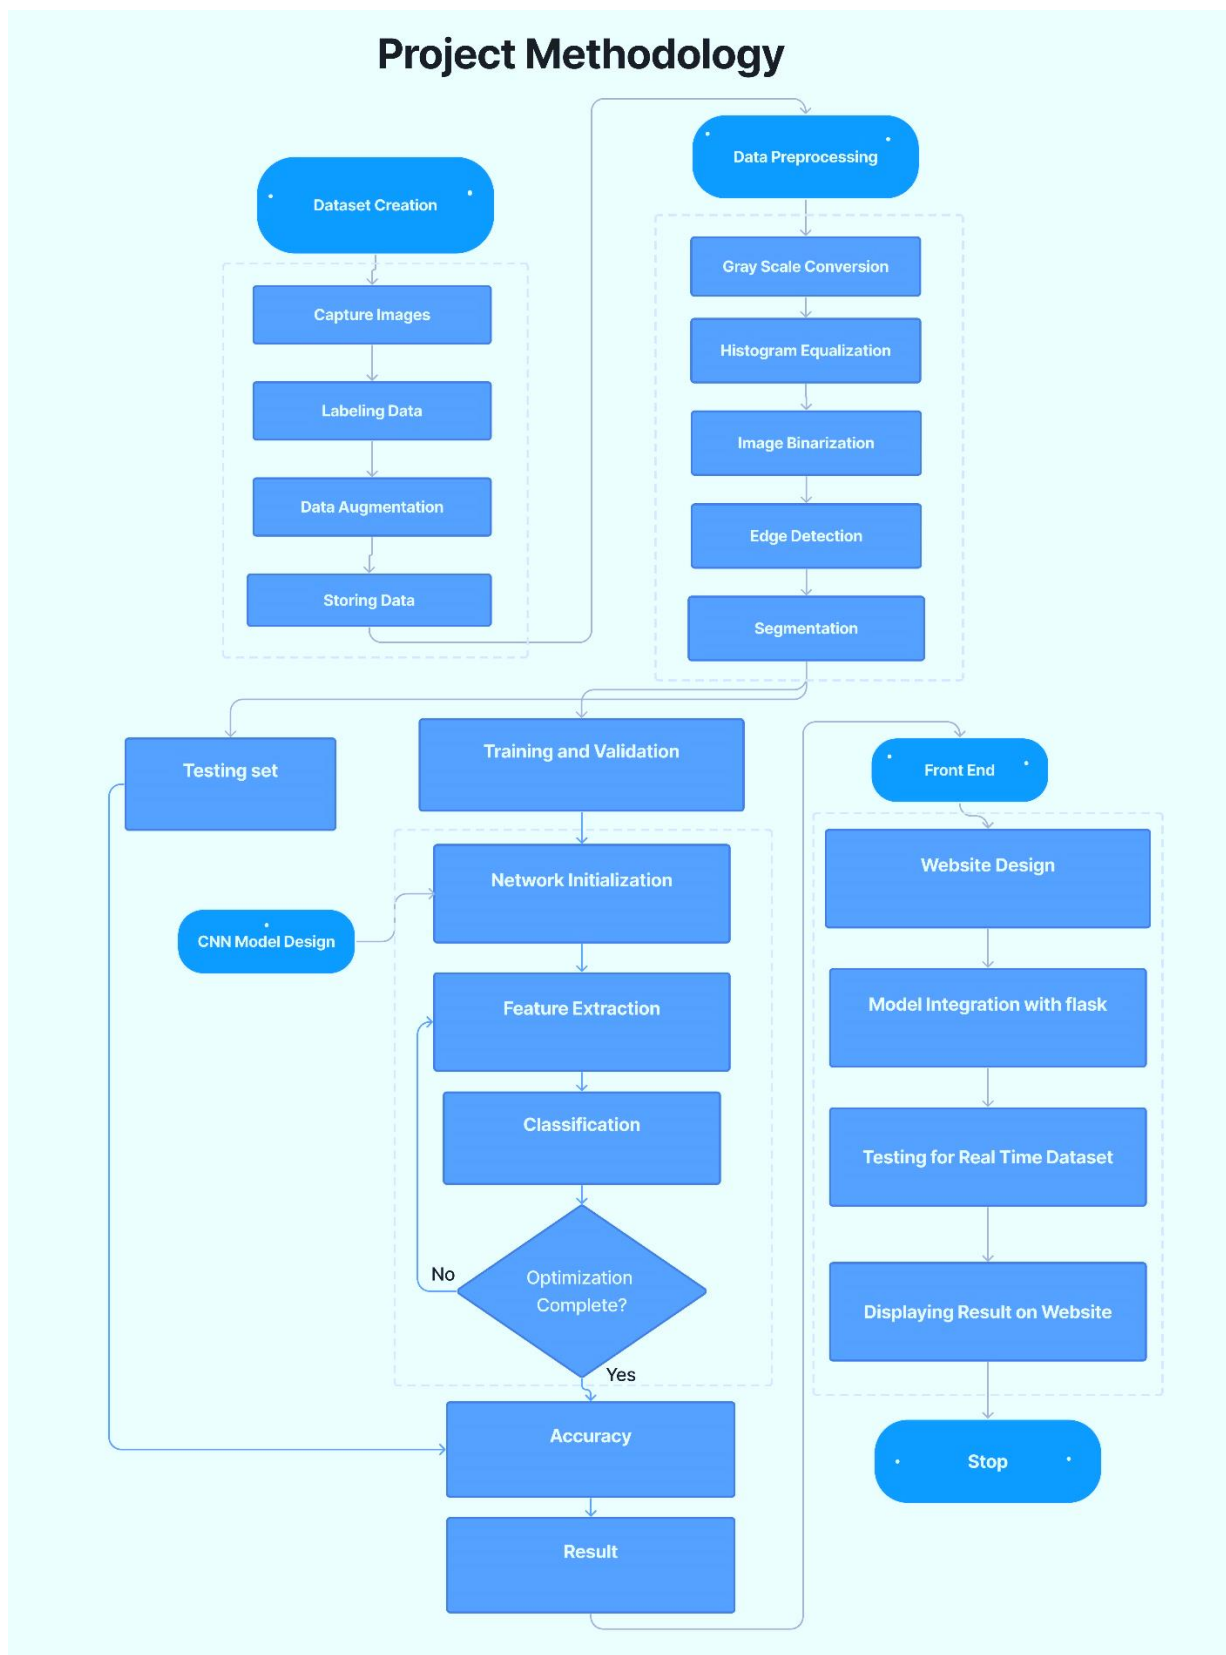 Project Methodology
Dataset Creation
Capture Images
Labeling Data
Data Augmentation
Storing Data
Data Preprocessing
Gray Scale Conversion
Histogram Equalization
Image Binarization
Edge Detection
Segmentation
Testing set
Training and Validation
CNN Model Design
Network Initialization
Feature Extraction
Classification
Optimization
Complete?
No
Yes
Accuracy
Result
Front End
Website Design
Model Integration with flask
Testing for Real Time Dataset
Displaying Result on Website
Stop